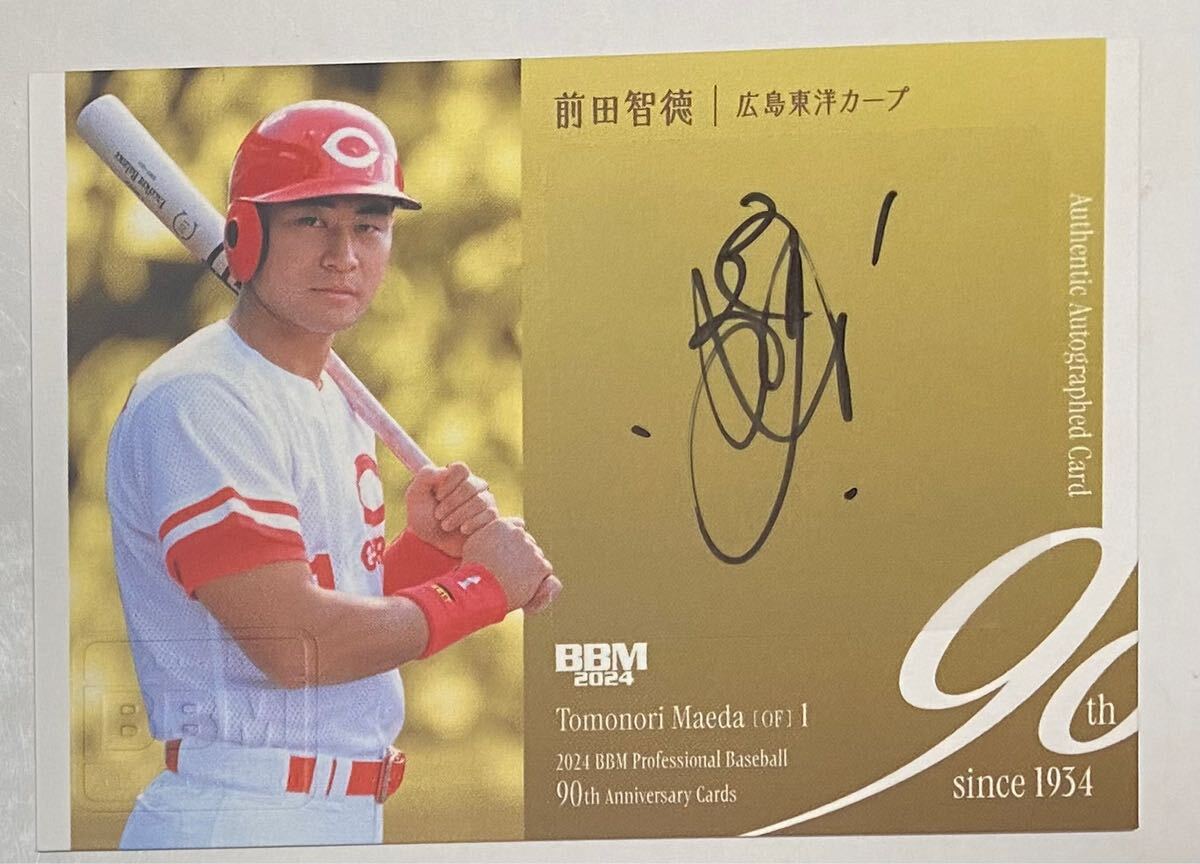 前田智徳 | 広島東洋カープ
Authentic Autographed Card
BBM
2024
Tomonori Maeda [OF] 1
2024 BBM Professional Baseball
90th Anniversary Cards
90th
since 1934
BBM